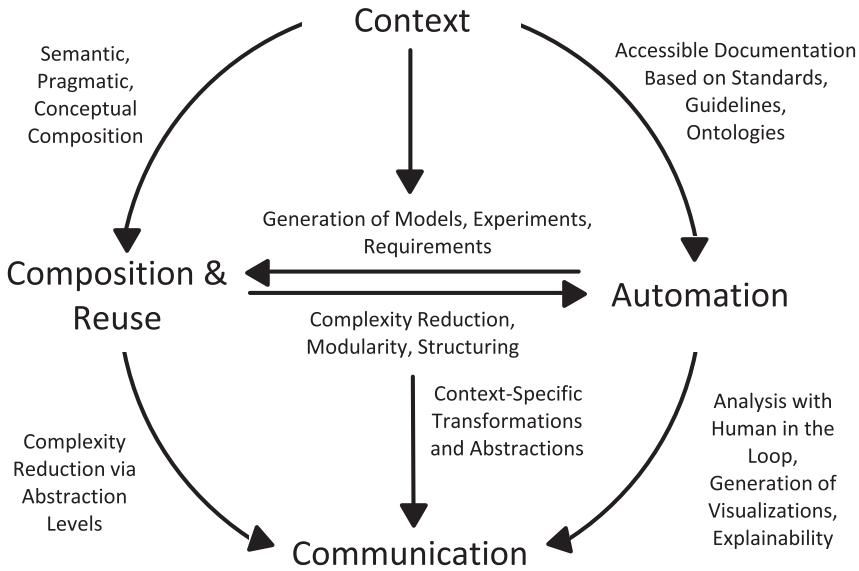 Context
Semantic,
Pragmatic,
Conceptual
Composition
Accessible Documentation
Based on Standards,
Guidelines,
Ontologies
Generation of Models, Experiments,
Requirements
Composition &
Reuse
Automation
Complexity Reduction,
Modularity, Structuring
Context-Specific
Transformations
and Abstractions
Complexity
Reduction via
Abstraction
Levels
Analysis with
Human in the
Loop,
Generation of
Visualizations,
Explainability
Communication